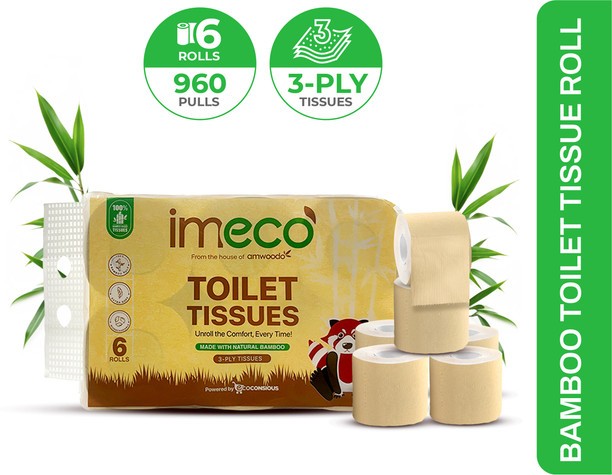 6
ROLLS
960
PULLS
3
3-PLY
TISSUES
BAMBOO TOILET TISSUE ROLL
100%
imeco
From the house of amwoodo
TOILET
TISSUES
Unroll the Comfort, Every Time!
MADE WITH NATURAL BAMBOO
3-PLY TISSUES
6
ROLLS
Powered by ecoconsious